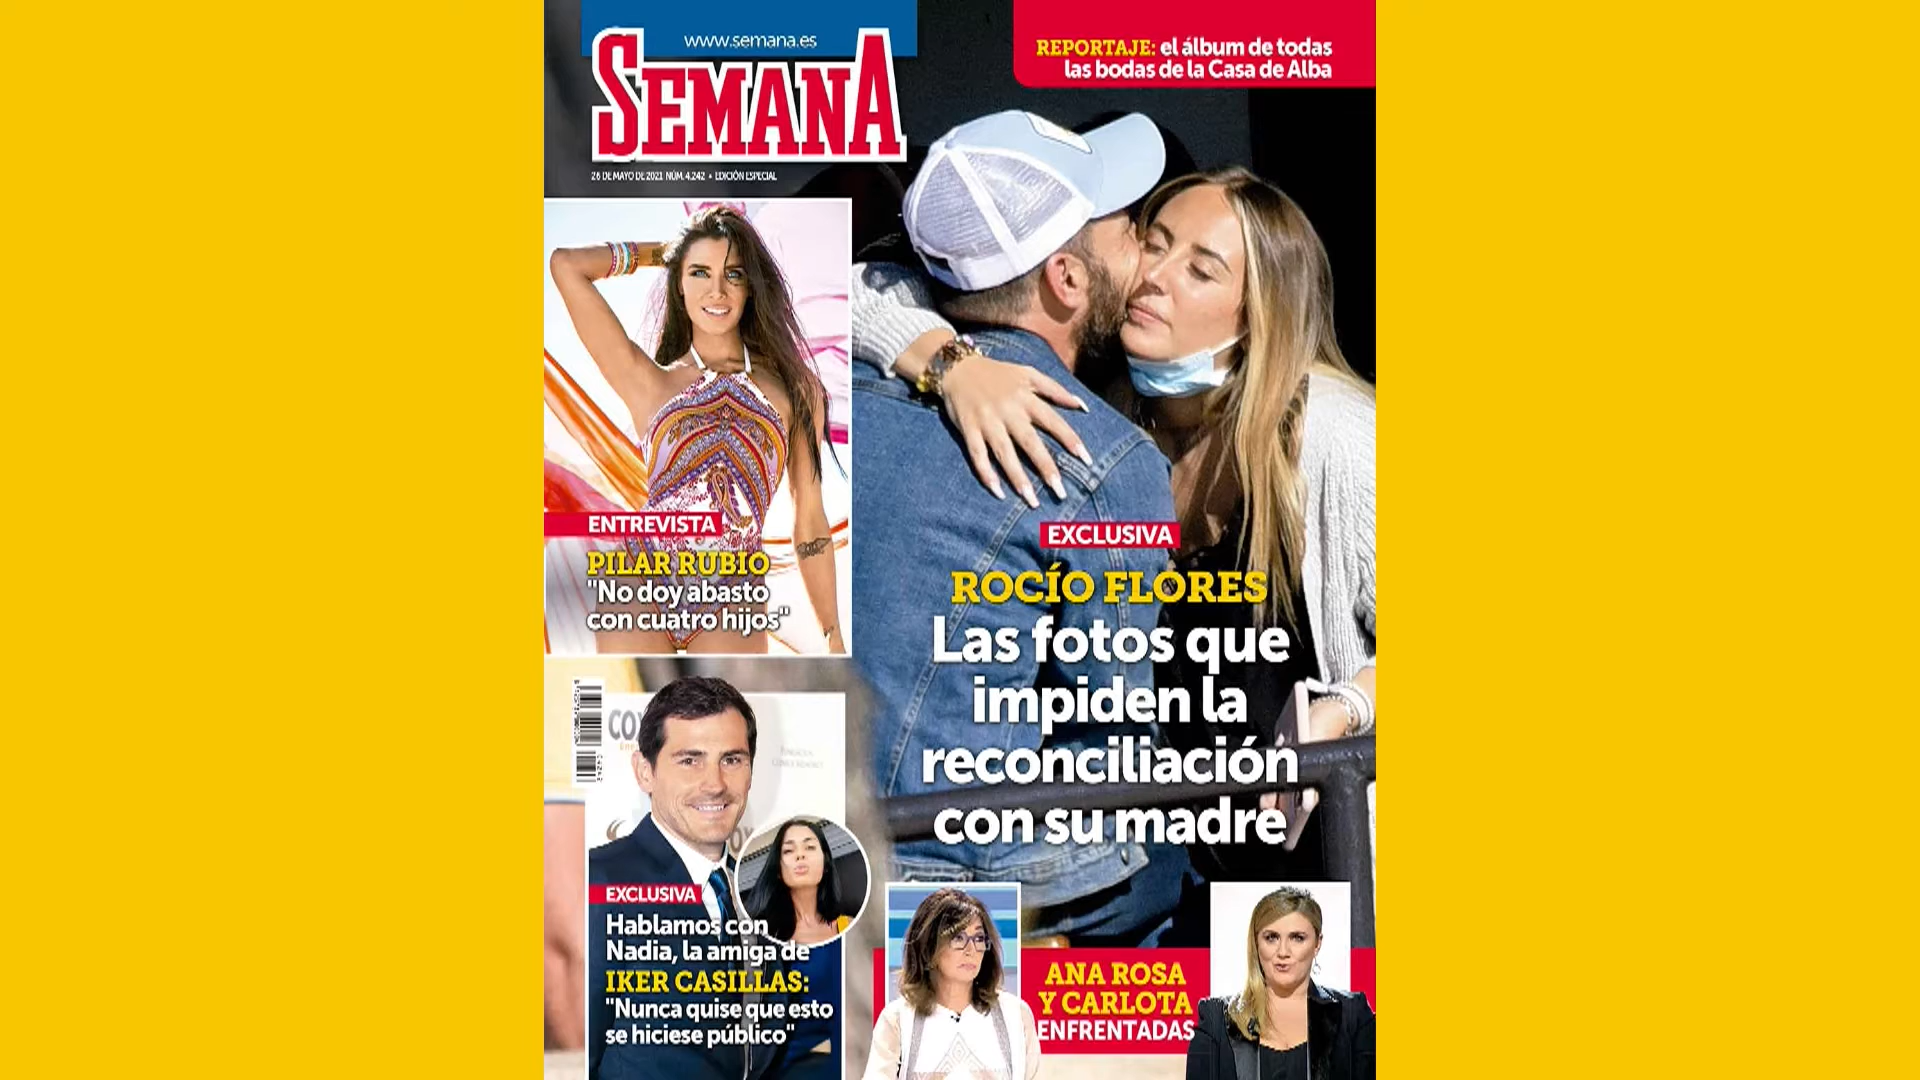 www.semana.es
SEMANA
26 DE MAYO DE 2021 NÚM. 4.242 • EDICIÓN ESPECIAL
REPORTAJE: el álbum de todas
las bodas de la Casa de Alba
ENTREVISTA
PILAR RUBIO
"No doy abasto
con cuatro hijos"
EXCLUSIVA
ROCÍO FLORES
Las fotos que
impiden la
reconciliación
con su madre
EXCLUSIVA
Hablamos con
Nadia, la amiga de
IKER CASILLAS:
"Nunca quise que esto
se hiciese público"
ANA ROSA
Y CARLOTA
ENFRENTADAS